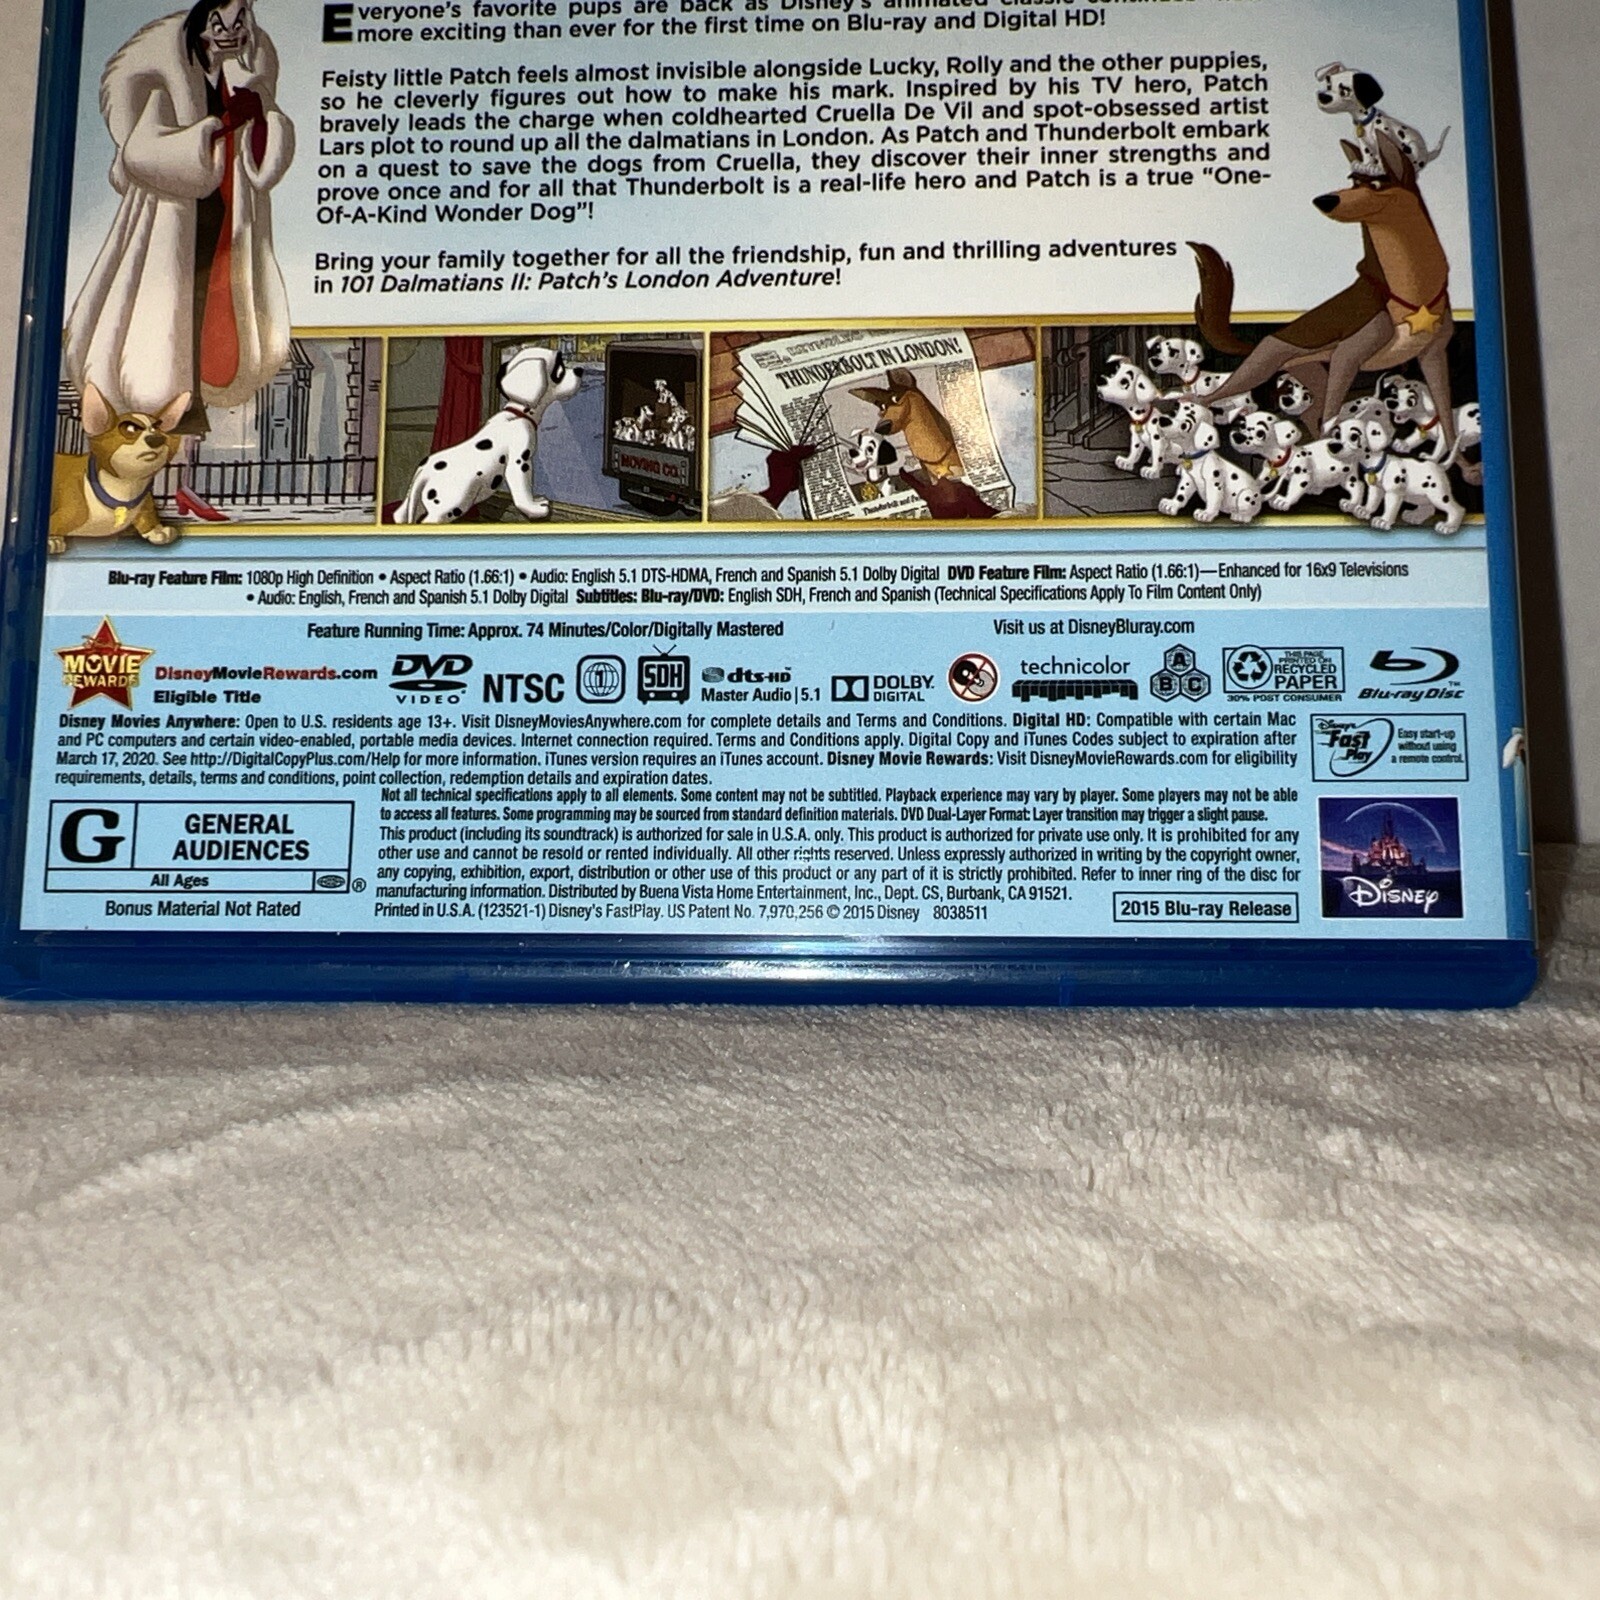 Everyone's favorite pups are back as Disney's animated classic continues
more exciting than ever for the first time on Blu-ray and Digital HD!
Feisty little Patch feels almost invisible alongside Lucky, Rolly and the other puppies,
so he cleverly figures out how to make his mark. Inspired by his TV hero, Patch
bravely leads the charge when coldhearted Cruella De Vil and spot-obsessed artist
Lars plot to round up all the dalmatians in London. As Patch and Thunderbolt embark
on a quest to save the dogs from Cruella, they discover their inner strengths and
prove once and for all that Thunderbolt is a real-life hero and Patch is a true "One-
Of-A-Kind Wonder Dog"!
Bring your family together for all the friendship, fun and thrilling adventures
in 101 Dalmatians II: Patch's London Adventure!
MOVING CO.
THUNDERBOLT IN LONDON!
Blu-ray Feature Film: 1080p High Definition • Aspect Ratio (1.66:1) • Audio: English 5.1 DTS-HDMA, French and Spanish 5.1 Dolby Digital DVD Feature Film: Aspect Ratio (1.66:1)—Enhanced for 16x9 Televisions
• Audio: English, French and Spanish 5.1 Dolby Digital Subtitles: Blu-ray/DVD: English SDH, French and Spanish (Technical Specifications Apply To Film Content Only)
Feature Running Time: Approx. 74 Minutes/Color/Digitally Mastered
Visit us at DisneyBluray.com
Disney
MOVIE
REWARDS
DisneyMovieRewards.com
Eligible Title
DVD
VIDEO
NTSC
1
SDH
dts-HD
Master Audio | 5.1
DOLBY
DIGITAL
technicolor
A
B C
THIS PAGE
PRINTED ON
RECYCLED
PAPER
30% POST CONSUMER
Blu-ray Disc™
Disney Movies Anywhere: Open to U.S. residents age 13+. Visit DisneyMoviesAnywhere.com for complete details and Terms and Conditions. Digital HD: Compatible with certain Mac
and PC computers and certain video-enabled, portable media devices. Internet connection required. Terms and Conditions apply. Digital Copy and iTunes Codes subject to expiration after
March 17, 2020. See http://DigitalCopyPlus.com/Help for more information. iTunes version requires an iTunes account. Disney Movie Rewards: Visit DisneyMovieRewards.com for eligibility
requirements, details, terms and conditions, point collection, redemption details and expiration dates.
Disney's
Fast
Play
Easy start-up
without using
a remote control.
G
GENERAL
AUDIENCES
All Ages
®
Bonus Material Not Rated
Not all technical specifications apply to all elements. Some content may not be subtitled. Playback experience may vary by player. Some players may not be able
to access all features. Some programming may be sourced from standard definition materials. DVD Dual-Layer Format: Layer transition may trigger a slight pause.
This product (including its soundtrack) is authorized for sale in U.S.A. only. This product is authorized for private use only. It is prohibited for any
other use and cannot be resold or rented individually. All other rights reserved. Unless expressly authorized in writing by the copyright owner,
any copying, exhibition, export, distribution or other use of this product or any part of it is strictly prohibited. Refer to inner ring of the disc for
manufacturing information. Distributed by Buena Vista Home Entertainment, Inc., Dept. CS, Burbank, CA 91521.
Printed in U.S.A. (123521-1) Disney's FastPlay. US Patent No. 7,970,256 © 2015 Disney 8038511
2015 Blu-ray Release
Disney